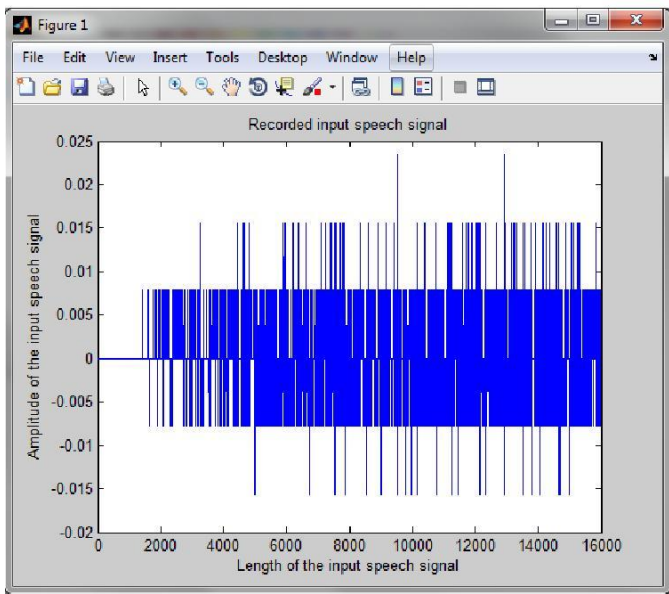 Figure 1
File Edit View Insert Tools Desktop Window Help
Recorded input speech signal
0.025
0.02
0.015
0.01
0.005
0
-0.005
-0.01
-0.015
-0.02
Amplitude of the input speech signal
0 2000 4000 6000 8000 10000 12000 14000 16000
Length of the input speech signal